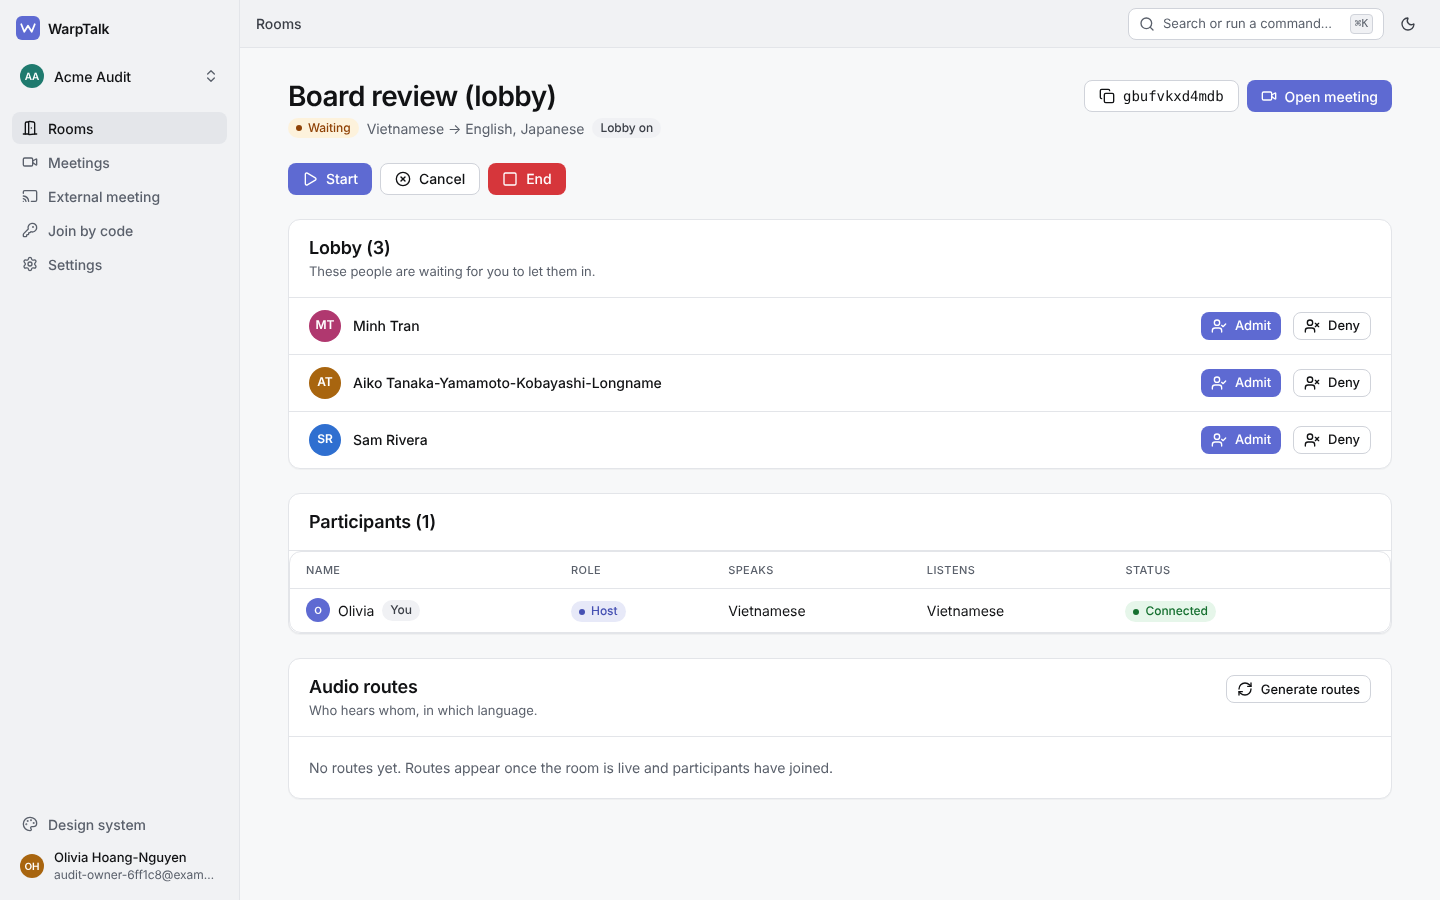 WarpTalk
Rooms
Search or run a command...
⌘K
AA
Acme Audit
Rooms
Meetings
External meeting
Join by code
Settings
Board review (lobby)
gbufvkxd4mdb
Open meeting
Waiting
Vietnamese → English, Japanese
Lobby on
Start
Cancel
End
Lobby (3)
These people are waiting for you to let them in.
MT
Minh Tran
Admit
Deny
AT
Aiko Tanaka-Yamamoto-Kobayashi-Longname
Admit
Deny
SR
Sam Rivera
Admit
Deny
Participants (1)
NAME
ROLE
SPEAKS
LISTENS
STATUS
O
Olivia
You
Host
Vietnamese
Vietnamese
Connected
Audio routes
Generate routes
Who hears whom, in which language.
No routes yet. Routes appear once the room is live and participants have joined.
Design system
OH
Olivia Hoang-Nguyen
audit-owner-6ff1c8@exam...